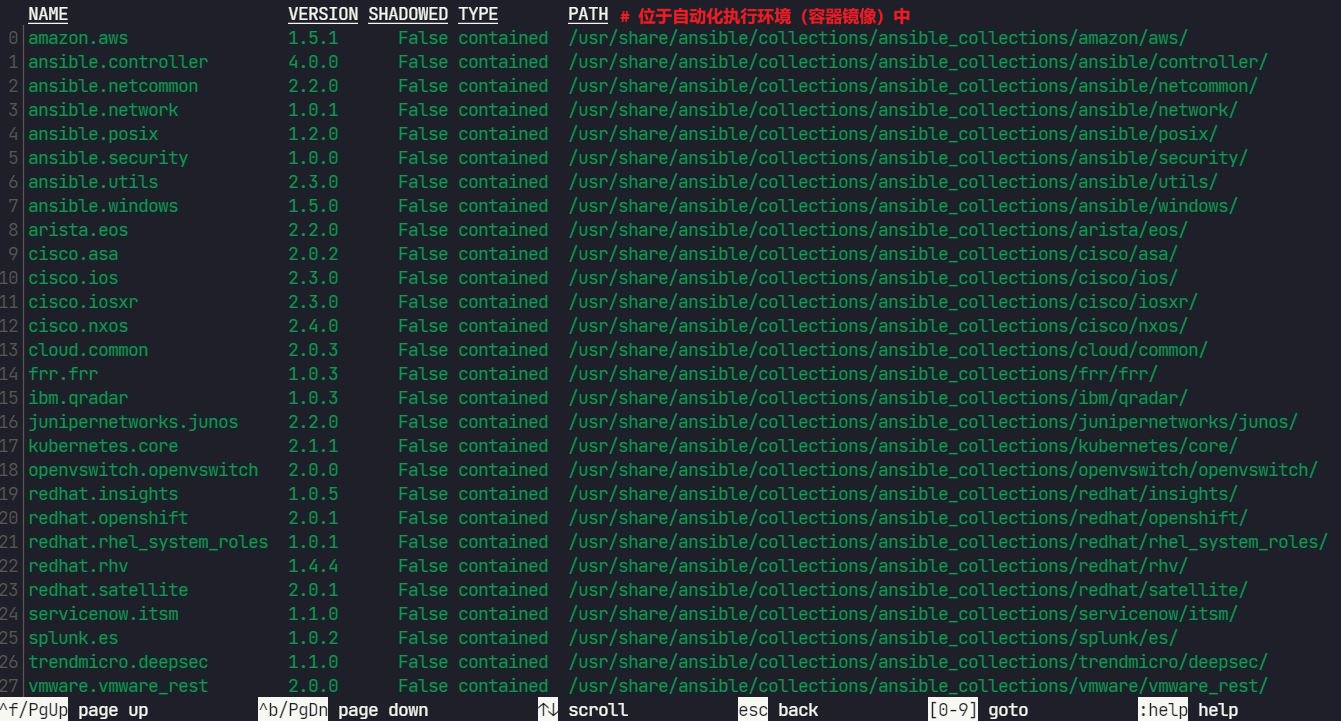 NAME VERSION SHADOWED TYPE PATH # 位于自动化执行环境（容器镜像）中
0 amazon.aws 1.5.1 False contained /usr/share/ansible/collections/ansible_collections/amazon/aws/
1 ansible.controller 4.0.0 False contained /usr/share/ansible/collections/ansible_collections/ansible/controller/
2 ansible.netcommon 2.2.0 False contained /usr/share/ansible/collections/ansible_collections/ansible/netcommon/
3 ansible.network 1.0.1 False contained /usr/share/ansible/collections/ansible_collections/ansible/network/
4 ansible.posix 1.2.0 False contained /usr/share/ansible/collections/ansible_collections/ansible/posix/
5 ansible.security 1.0.0 False contained /usr/share/ansible/collections/ansible_collections/ansible/security/
6 ansible.utils 2.3.0 False contained /usr/share/ansible/collections/ansible_collections/ansible/utils/
7 ansible.windows 1.5.0 False contained /usr/share/ansible/collections/ansible_collections/ansible/windows/
8 arista.eos 2.2.0 False contained /usr/share/ansible/collections/ansible_collections/arista/eos/
9 cisco.asa 2.0.2 False contained /usr/share/ansible/collections/ansible_collections/cisco/asa/
10 cisco.ios 2.3.0 False contained /usr/share/ansible/collections/ansible_collections/cisco/ios/
11 cisco.iosxr 2.3.0 False contained /usr/share/ansible/collections/ansible_collections/cisco/iosxr/
12 cisco.nxos 2.4.0 False contained /usr/share/ansible/collections/ansible_collections/cisco/nxos/
13 cloud.common 2.0.3 False contained /usr/share/ansible/collections/ansible_collections/cloud/common/
14 frr.frr 1.0.3 False contained /usr/share/ansible/collections/ansible_collections/frr/frr/
15 ibm.qradar 1.0.3 False contained /usr/share/ansible/collections/ansible_collections/ibm/qradar/
16 junipernetworks.junos 2.2.0 False contained /usr/share/ansible/collections/ansible_collections/junipernetworks/junos/
17 kubernetes.core 2.1.1 False contained /usr/share/ansible/collections/ansible_collections/kubernetes/core/
18 openvswitch.openvswitch 2.0.0 False contained /usr/share/ansible/collections/ansible_collections/openvswitch/openvswitch/
19 redhat.insights 1.0.5 False contained /usr/share/ansible/collections/ansible_collections/redhat/insights/
20 redhat.openshift 2.0.1 False contained /usr/share/ansible/collections/ansible_collections/redhat/openshift/
21 redhat.rhel_system_roles 1.0.1 False contained /usr/share/ansible/collections/ansible_collections/redhat/rhel_system_roles/
22 redhat.rhv 1.4.4 False contained /usr/share/ansible/collections/ansible_collections/redhat/rhv/
23 redhat.satellite 2.0.1 False contained /usr/share/ansible/collections/ansible_collections/redhat/satellite/
24 servicenow.itsm 1.1.0 False contained /usr/share/ansible/collections/ansible_collections/servicenow/itsm/
25 splunk.es 1.0.2 False contained /usr/share/ansible/collections/ansible_collections/splunk/es/
26 trendmicro.deepsec 1.1.0 False contained /usr/share/ansible/collections/ansible_collections/trendmicro/deepsec/
27 vmware.vmware_rest 2.0.0 False contained /usr/share/ansible/collections/ansible_collections/vmware/vmware_rest/
^f/PgUp page up ^b/PgDn page down ↑↓ scroll esc back [0-9] goto :help help